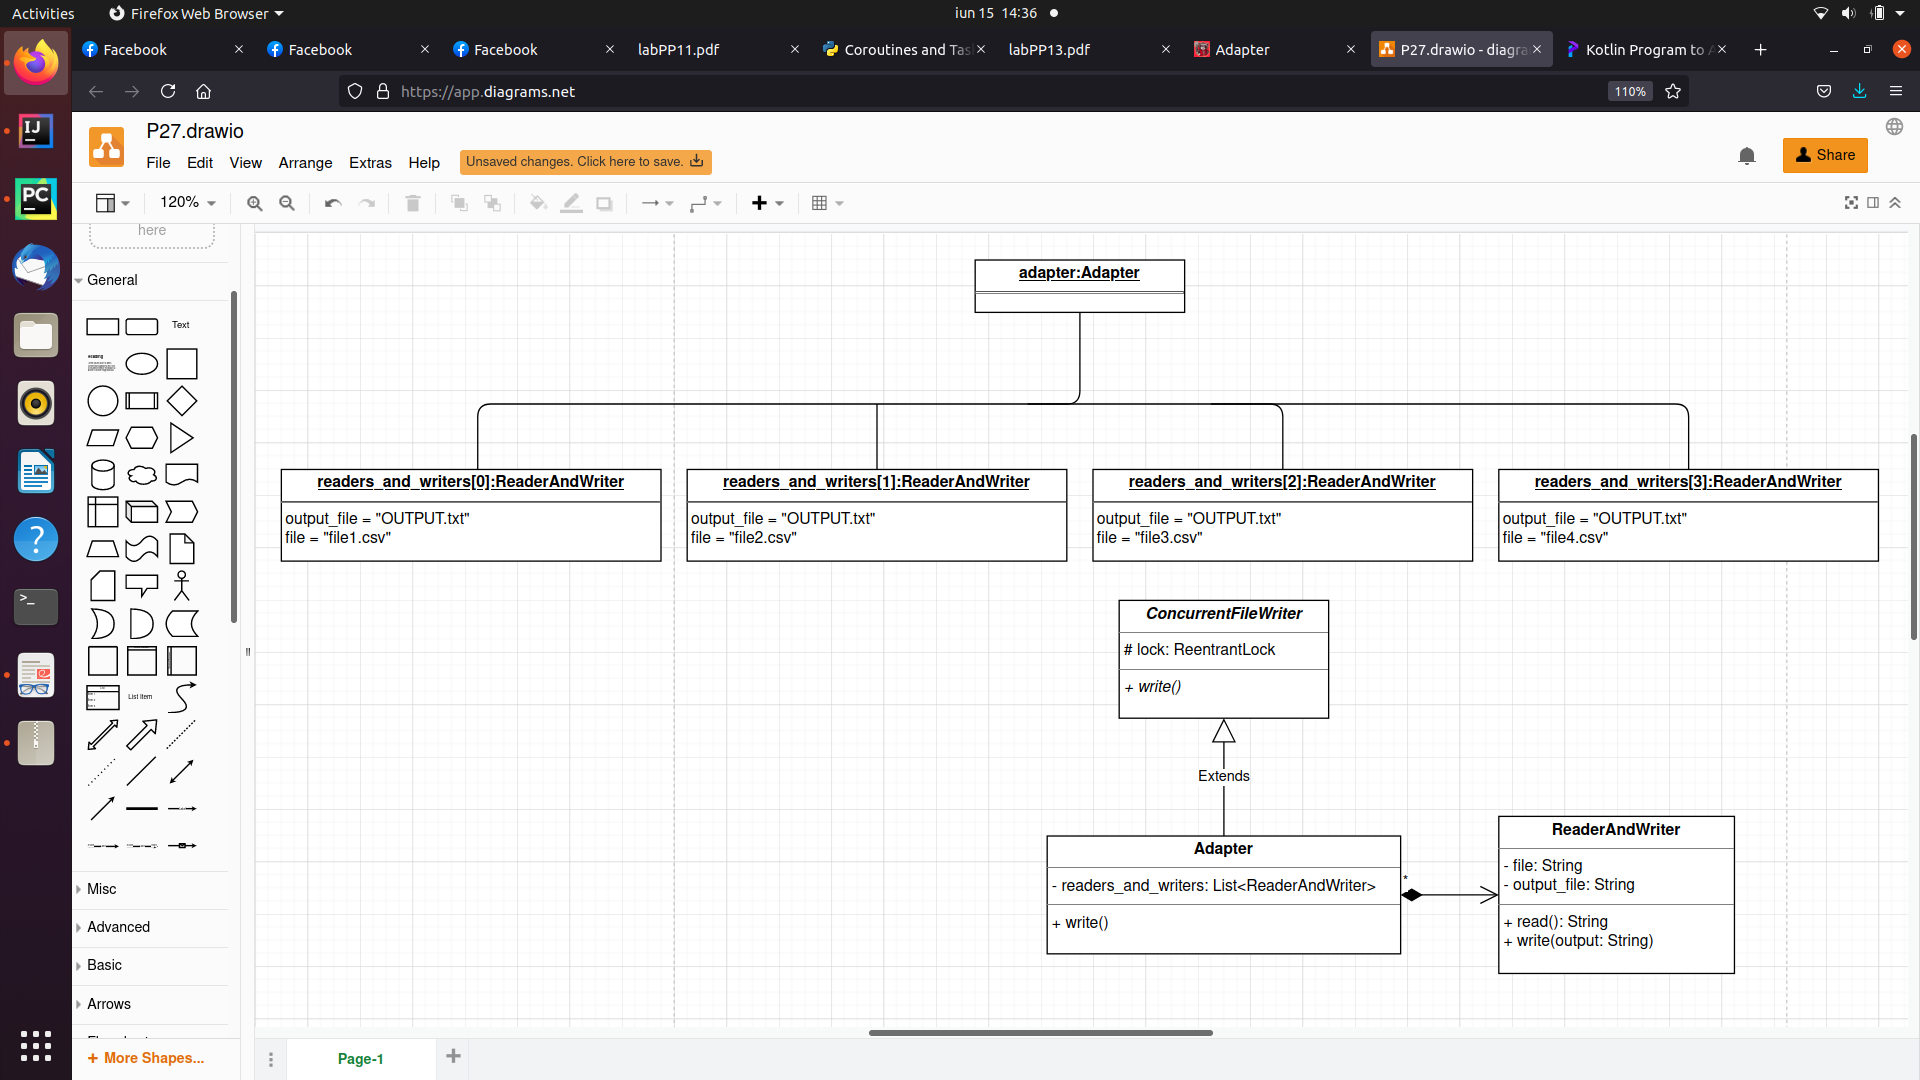 Activities
Firefox Web Browser
iun 15 14:36
Facebook
Facebook
Facebook
labPP11.pdf
Coroutines and Tas
labPP13.pdf
Adapter
P27.drawio - diagra
Kotlin Program to A
https://app.diagrams.net
110%
P27.drawio
File Edit View Arrange Extras Help
Unsaved changes. Click here to save.
Share
120%
here
General
Text
Heading
List Item
Misc
Advanced
Basic
Arrows
+ More Shapes...
adapter:Adapter
readers_and_writers[0]:ReaderAndWriter
output_file = "OUTPUT.txt"
file = "file1.csv"
readers_and_writers[1]:ReaderAndWriter
output_file = "OUTPUT.txt"
file = "file2.csv"
readers_and_writers[2]:ReaderAndWriter
output_file = "OUTPUT.txt"
file = "file3.csv"
readers_and_writers[3]:ReaderAndWriter
output_file = "OUTPUT.txt"
file = "file4.csv"
ConcurrentFileWriter
# lock: ReentrantLock
+ write()
Extends
Adapter
- readers_and_writers: List<ReaderAndWriter>
+ write()
*
ReaderAndWriter
- file: String
- output_file: String
+ read(): String
+ write(output: String)
Page-1